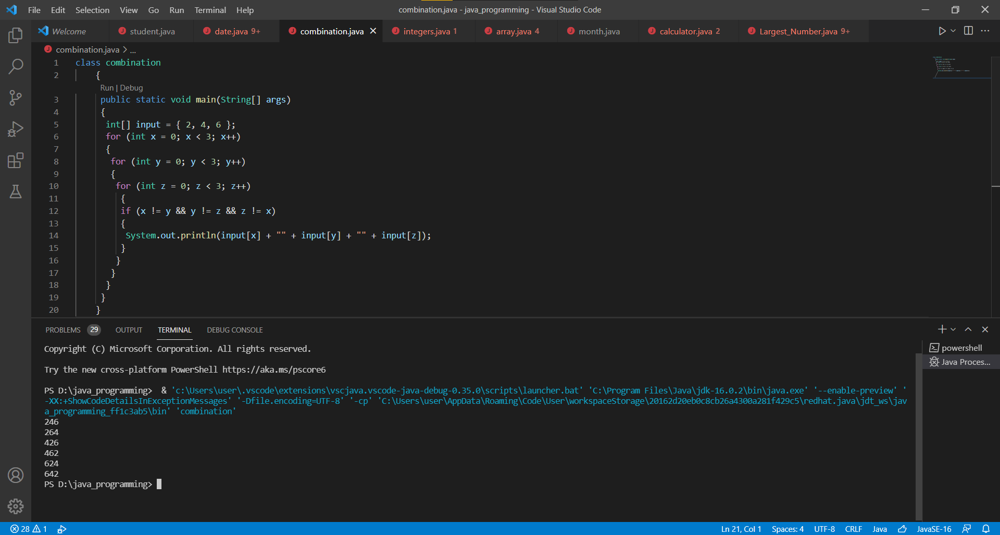 File Edit Selection View Go Run Terminal Help combination.java - java_programming - Visual Studio Code
Welcome student.java date.java 9+ combination.java integers.java 1 array.java 4 month.java calculator.java 2 Largest_Number.java 9+
combination.java > ...
1 class combination
2 {
Run | Debug
3 public static void main(String[] args)
4 {
5 int[] input = { 2, 4, 6 };
6 for (int x = 0; x < 3; x++)
7 {
8 for (int y = 0; y < 3; y++)
9 {
10 for (int z = 0; z < 3; z++)
11 {
12 if (x != y && y != z && z != x)
13 {
14 System.out.println(input[x] + "" + input[y] + "" + input[z]);
15 }
16 }
17 }
18 }
19 }
20 }
PROBLEMS 29 OUTPUT TERMINAL DEBUG CONSOLE
Copyright (C) Microsoft Corporation. All rights reserved.
Try the new cross-platform PowerShell https://aka.ms/pscore6
PS D:\java_programming>  & 'c:\Users\user\.vscode\extensions\vscjava.vscode-java-debug-0.35.0\scripts\launcher.bat' 'C:\Program Files\Java\jdk-16.0.2\bin\java.exe' '--enable-preview' '
-XX:+ShowCodeDetailsInExceptionMessages' '-Dfile.encoding=UTF-8' '-cp' 'C:\Users\user\AppData\Roaming\Code\User\workspaceStorage\20162d20eb0c8cb26a4300a281f429c5\redhat.java\jdt_ws\jav
a_programming_ff1c3ab5\bin' 'combination'
246
264
426
462
624
642
PS D:\java_programming>
powershell
Java Proces...
28 1 Ln 21, Col 1 Spaces: 4 UTF-8 CRLF Java JavaSE-16